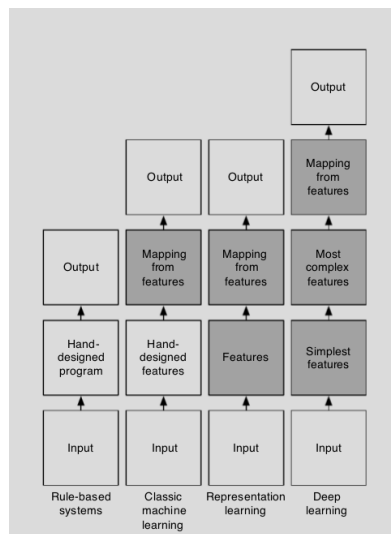 Output
Output
Output
Mapping
from
features
Output
Mapping
from
features
Mapping
from
features
Most
complex
features
Hand-
designed
program
Hand-
designed
features
Features
Simplest
features
Input
Input
Input
Input
Rule-based
systems
Classic
machine
learning
Representation
learning
Deep
learning